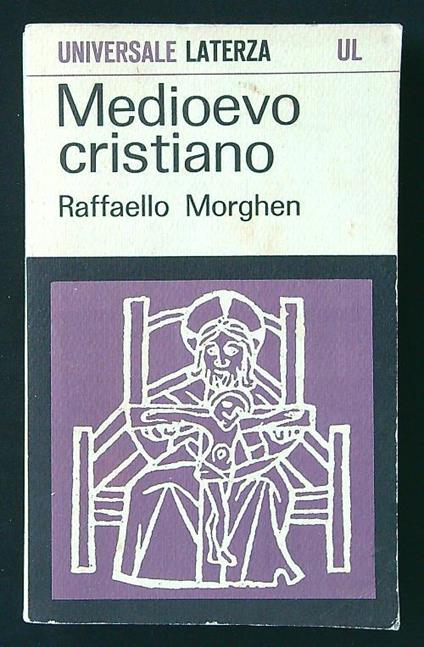 UNIVERSALE LATERZA UL
Medioevo
cristiano
Raffaello Morghen